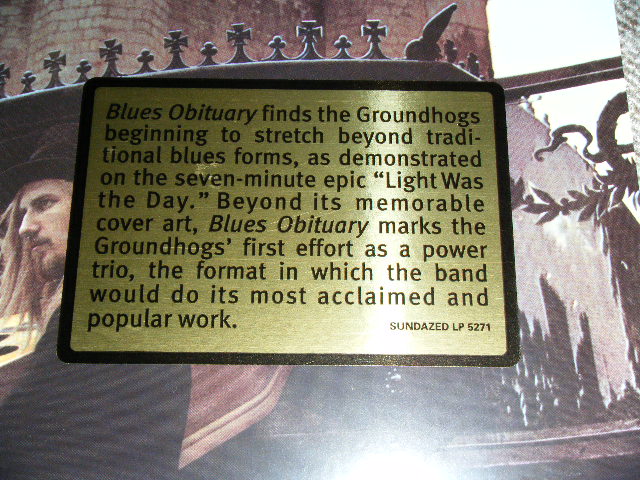 Blues Obituary finds the Groundhogs
beginning to stretch beyond tradi-
tional blues forms, as demonstrated
on the seven-minute epic “Light Was
the Day.” Beyond its memorable
cover art, Blues Obituary marks the
Groundhogs’ first effort as a power
trio, the format in which the band
would do its most acclaimed and
popular work.
SUNDAZED LP 5271